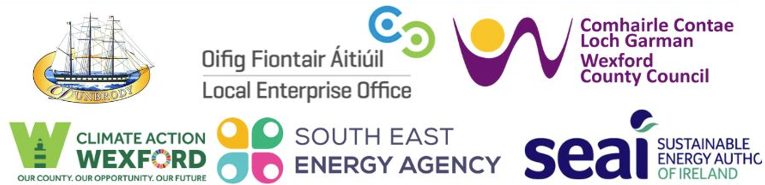 DUNBRODY
Oifig Fiontair Áitiúil
Local Enterprise Office
Comhairle Contae
Loch Garman
Wexford
County Council
CLIMATE ACTION
WEXFORD
OUR COUNTY. OUR OPPORTUNITY. OUR FUTURE
SOUTH EAST
ENERGY AGENCY
seai
SUSTAINABLE
ENERGY AUTHO
OF IRELAND